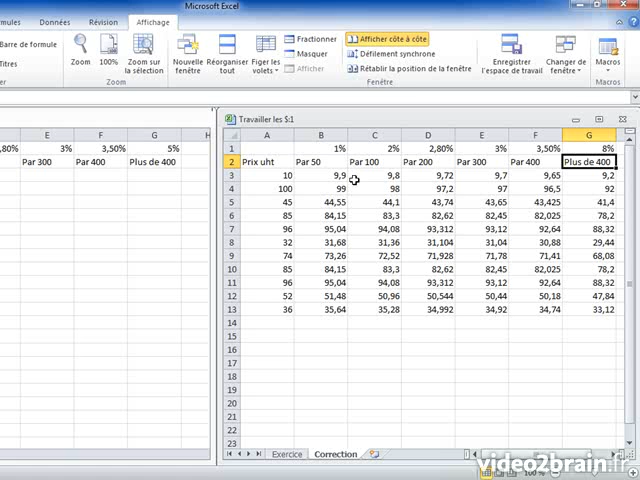 Microsoft Excel
mules Données Révision Affichage
Barre de formule
Titres
Zoom 100% Zoom sur la sélection
Zoom
Nouvelle fenêtre Réorganiser tout Figer les volets
Fractionner
Masquer
Afficher
Afficher côte à côte
Défilement synchrone
Rétablir la position de la fenêtre
Fenêtre
Enregistrer l'espace de travail Changer de fenêtre
Macros
Macros
E F G H
,80% 3% 3,50% 5%
Par 300 Par 400 Plus de 400
Travailler les $:1
A B C D E F G
1 1% 2% 2,80% 3% 3,50% 8%
2 Prix uht Par 50 Par 100 Par 200 Par 300 Par 400 Plus de 400
3 10 9,9 9,8 9,72 9,7 9,65 9,2
4 100 99 98 97,2 97 96,5 92
5 45 44,55 44,1 43,74 43,65 43,425 41,4
6 85 84,15 83,3 82,62 82,45 82,025 78,2
7 96 95,04 94,08 93,312 93,12 92,64 88,32
8 32 31,68 31,36 31,104 31,04 30,88 29,44
9 74 73,26 72,52 71,928 71,78 71,41 68,08
10 85 84,15 83,3 82,62 82,45 82,025 78,2
11 96 95,04 94,08 93,312 93,12 92,64 88,32
12 52 51,48 50,96 50,544 50,44 50,18 47,84
13 36 35,64 35,28 34,992 34,92 34,74 33,12
14
15
16
17
18
19
20
21
22
23
Exercice Correction
100 %
video2brain.fr